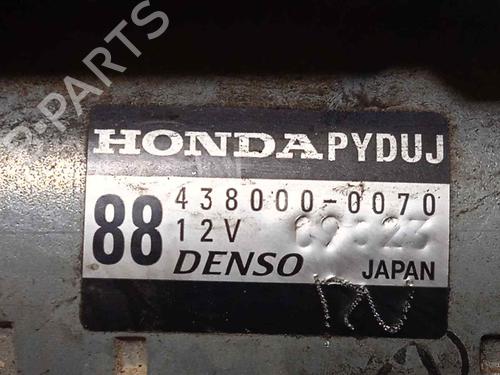 B-PARTS
HONDA PYDUJ
88
438000-0070
12V
DENSO JAPAN